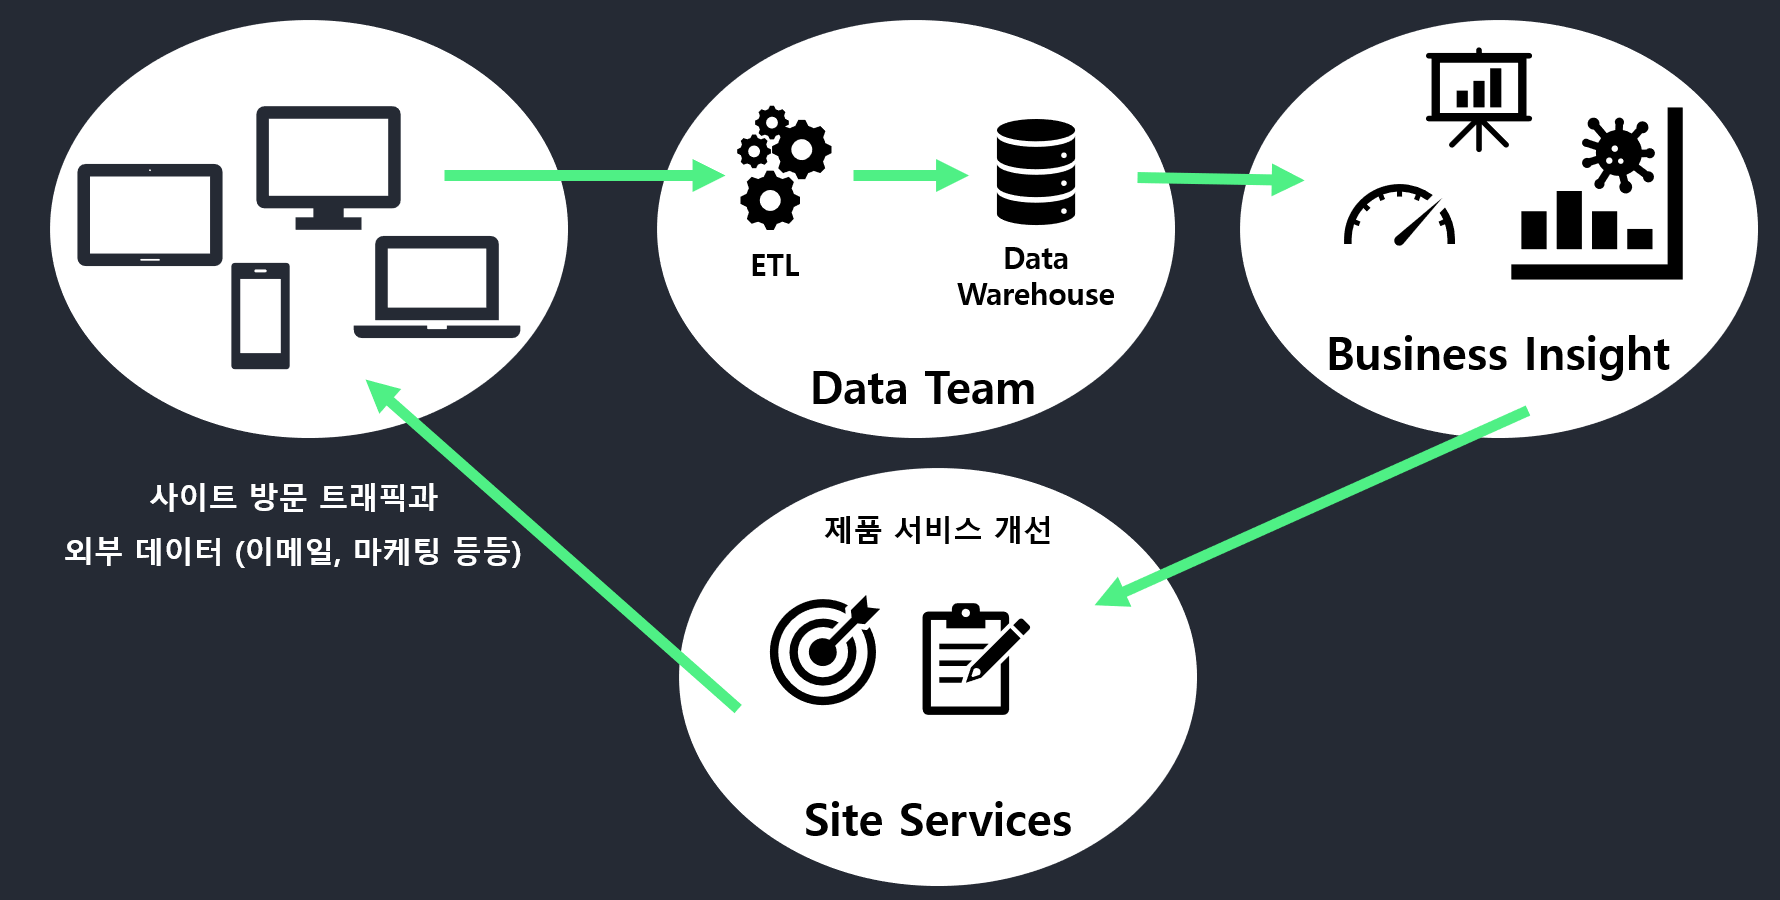 ETL
Data
Warehouse
Data Team
Business Insight
사이트 방문 트래픽과
외부 데이터 (이메일, 마케팅 등등)
제품 서비스 개선
Site Services